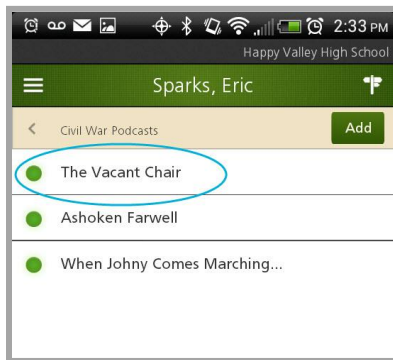 2:33 PM
Happy Valley High School
Sparks, Eric
Civil War Podcasts
Add
The Vacant Chair
Ashoken Farwell
When Johny Comes Marching...